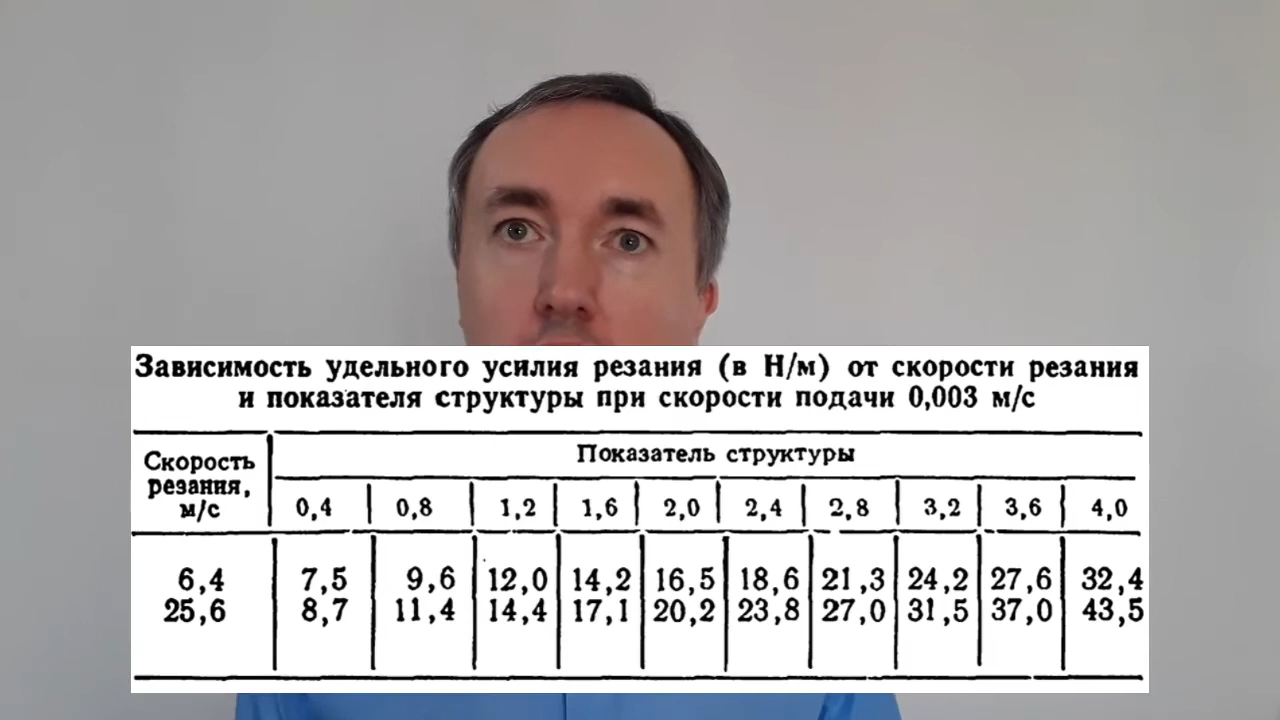 Зависимость удельного усилия резания (в Н/м) от скорости резания
и показателя структуры при скорости подачи 0,003 м/с
Скорость резания, м/с
Показатель структуры
0,4 0,8 1,2 1,6 2,0 2,4 2,8 3,2 3,6 4,0
6,4 7,5 9,6 12,0 14,2 16,5 18,6 21,3 24,2 27,6 32,4
25,6 8,7 11,4 14,4 17,1 20,2 23,8 27,0 31,5 37,0 43,5